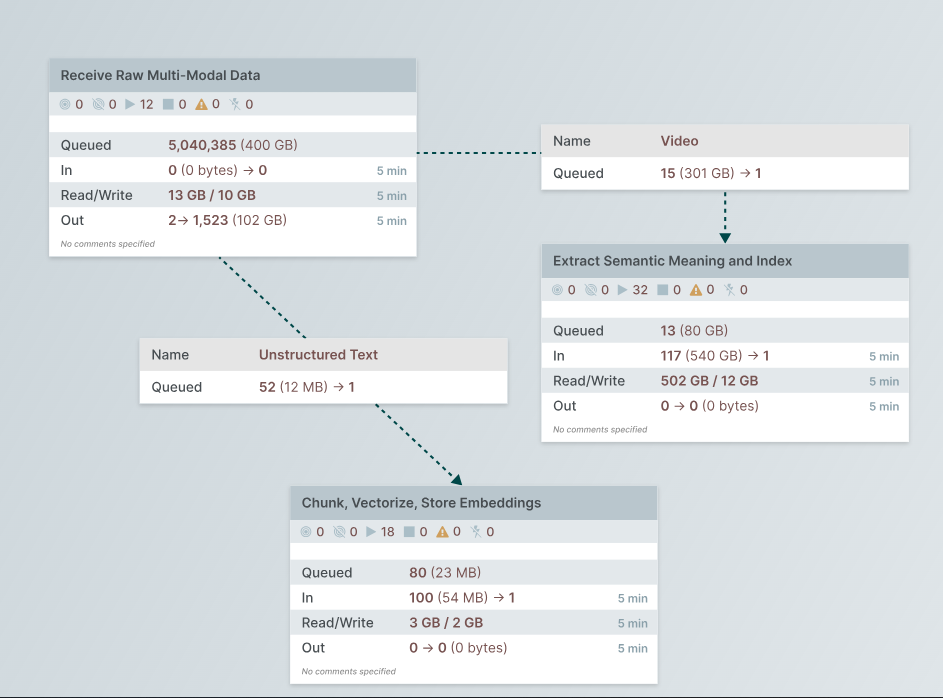 Receive Raw Multi-Modal Data
0 0 12 0 0 0
Queued 5,040,385 (400 GB)
In 0 (0 bytes) → 0 5 min
Read/Write 13 GB / 10 GB 5 min
Out 2→ 1,523 (102 GB) 5 min
No comments specified
Name Video
Queued 15 (301 GB) → 1
Extract Semantic Meaning and Index
0 0 32 0 0 0
Queued 13 (80 GB)
In 117 (540 GB) → 1 5 min
Read/Write 502 GB / 12 GB 5 min
Out 0 → 0 (0 bytes) 5 min
No comments specified
Name Unstructured Text
Queued 52 (12 MB) → 1
Chunk, Vectorize, Store Embeddings
0 0 18 0 0 0
Queued 80 (23 MB)
In 100 (54 MB) → 1 5 min
Read/Write 3 GB / 2 GB 5 min
Out 0 → 0 (0 bytes) 5 min
No comments specified